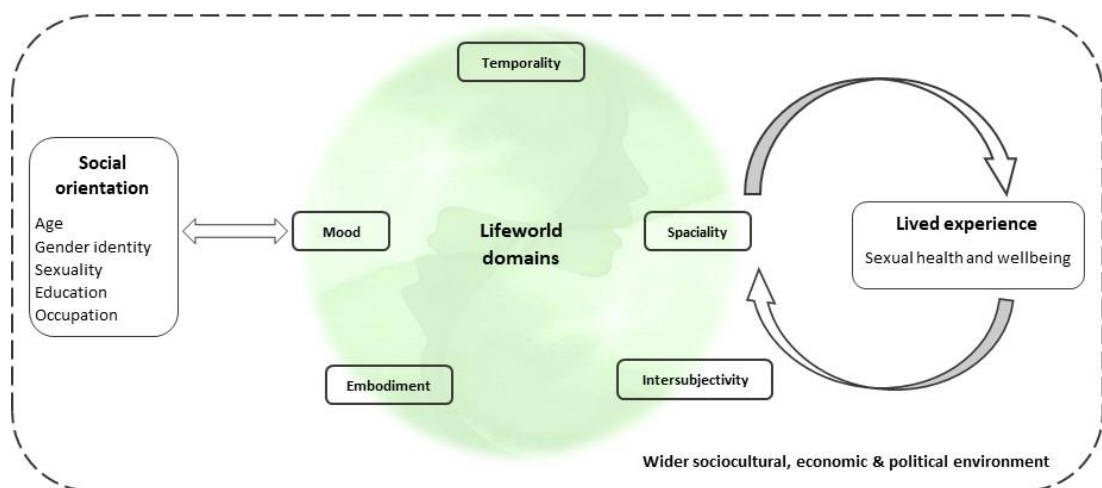 Temporality
Social
orientation
Age
Gender identity
Sexuality
Education
Occupation
Mood
Lifeworld
domains
Spaciality
Lived experience
Sexual health and wellbeing
Embodiment
Intersubjectivity
Wider sociocultural, economic & political environment